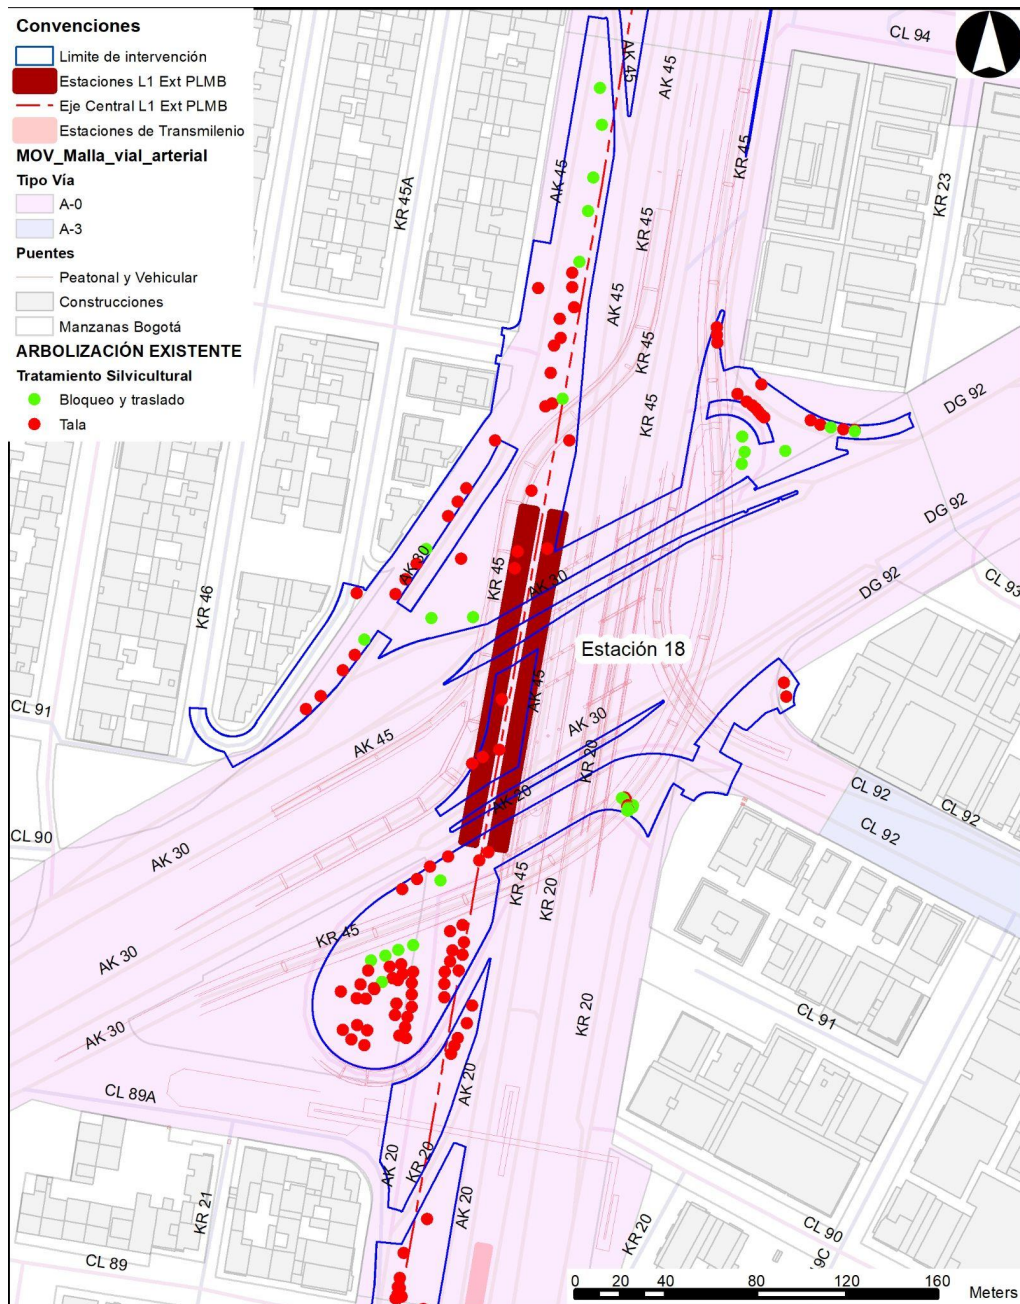 Convenciones
Limite de intervención
Estaciones L1 Ext PLMB
Eje Central L1 Ext PLMB
Estaciones de Transmilenio
MOV_Malla_vial_arterial
Tipo Vía
A-0
A-3
Puentes
Peatonal y Vehicular
Construcciones
Manzanas Bogotá
ARBOLIZACIÓN EXISTENTE
Tratamiento Silvicultural
Bloqueo y traslado
Tala
CL 94
AK 45
AK 45
KR 45
AK 45
KR 45A
KR 23
KR 45
AK 45
KR 45
KR 45
DG 92
DG 92
DG 92
CL 93
AK 30
KR 45
AK 30
KR 46
Estación 18
AK 45
CL 91
AK 45
AK 30
KR 20
CL 92
CL 92
CL 92
AK 20
CL 90
AK 30
KR 45
KR 20
KR 45
AK 30
AK 30
KR 20
CL 91
CL 89A
AK 20
AK 20
KR 20
AK 20
KR 21
KR 20
CL 90
9C
CL 89
0 20 40 80 120 160
Meters